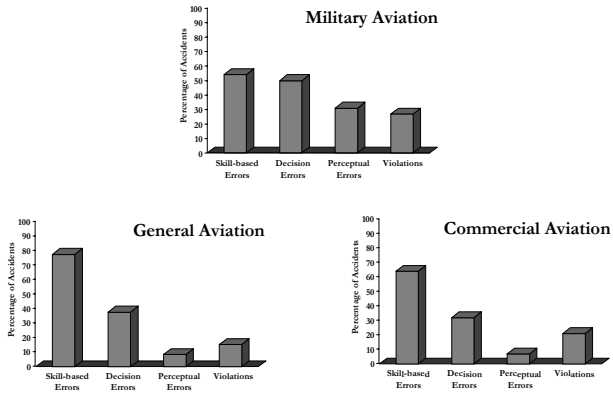 Military Aviation
Percentage of Accidents
100
90
80
70
60
50
40
30
20
10
0
Skill-based Errors
Decision Errors
Perceptual Errors
Violations
General Aviation
Percentage of Accidents
100
90
80
70
60
50
40
30
20
10
0
Skill-based Errors
Decision Errors
Perceptual Errors
Violations
Commercial Aviation
Percentage of Accidents
100
90
80
70
60
50
40
30
20
10
0
Skill-based Errors
Decision Errors
Perceptual Errors
Violations